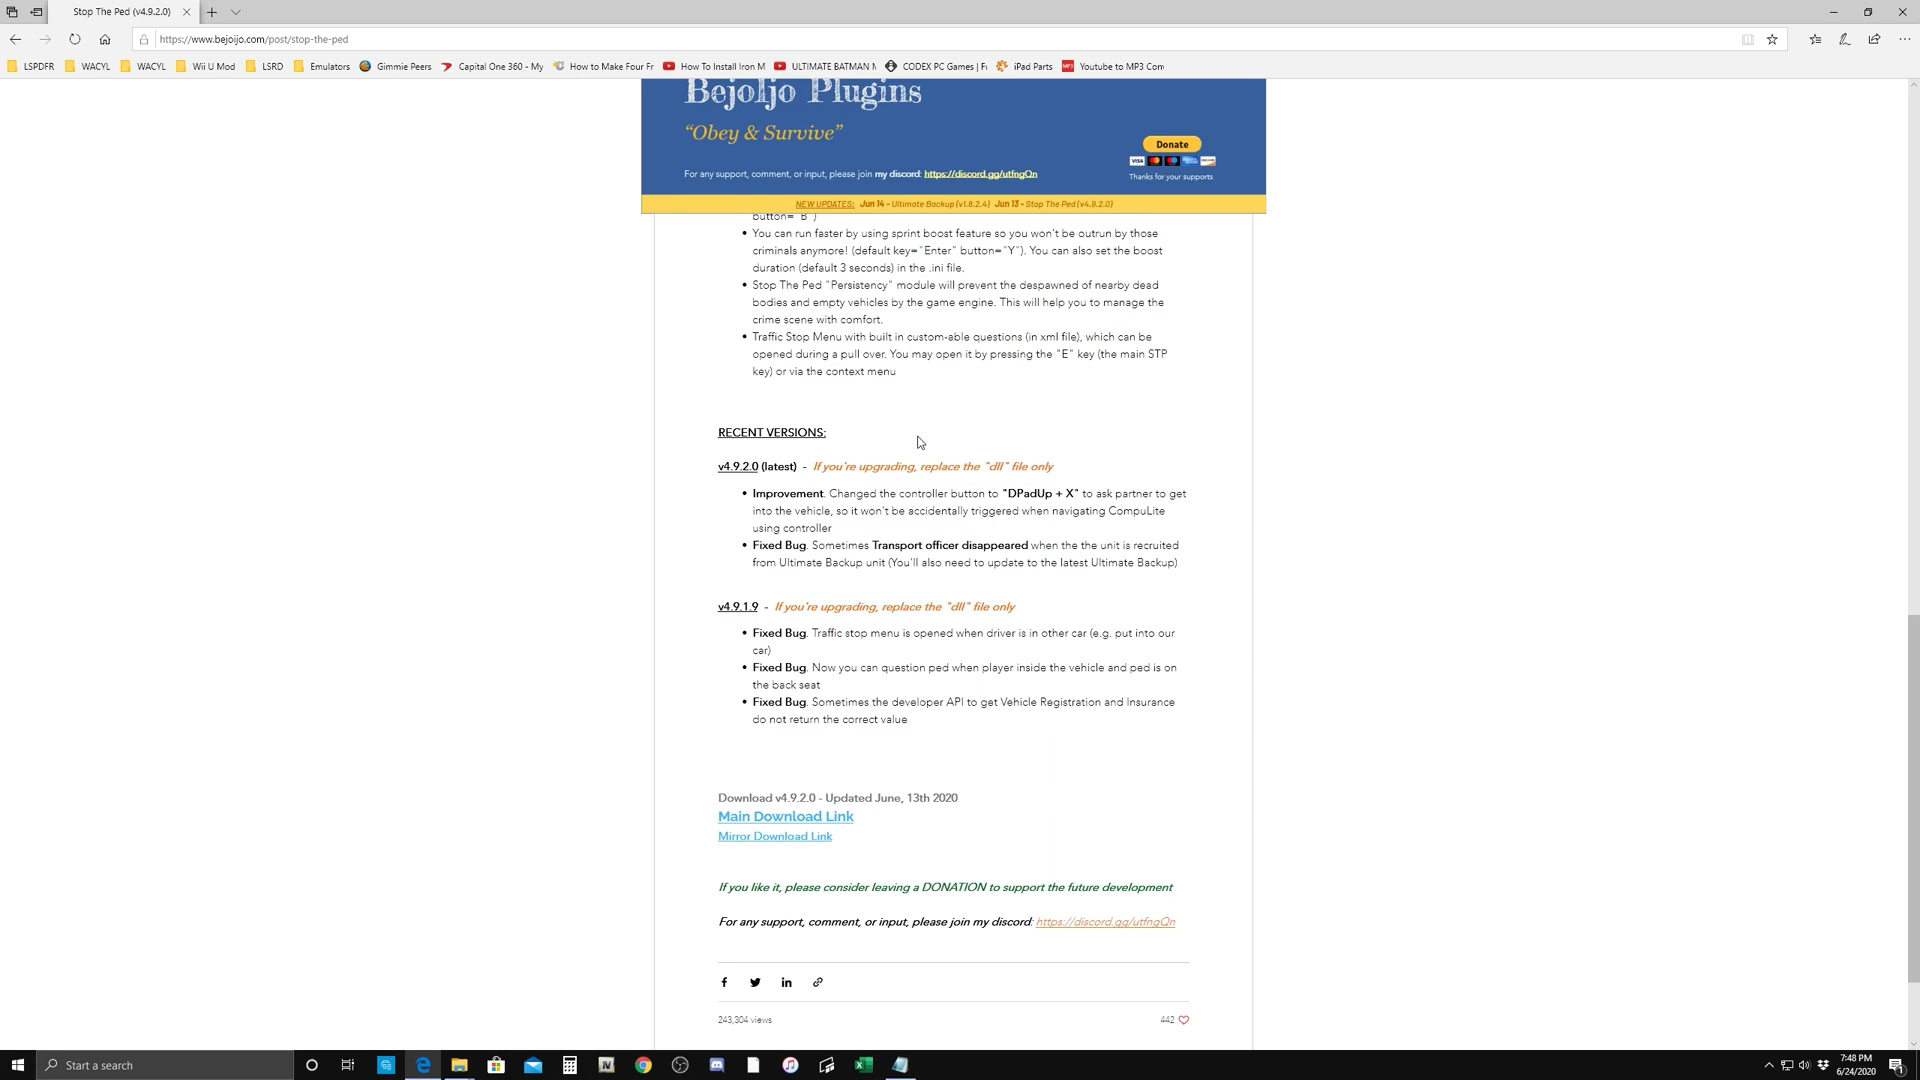 Stop The Ped (v4.9.2.0)
https://www.bejoijo.com/post/stop-the-ped
LSPDFR WACYL WACYL Wii U Mod LSRD Emulators Gimmie Peers Capital One 360 - My How to Make Four Fr How To Install Iron M ULTIMATE BATMAN M CODEX PC Games | Fi iPad Parts Youtube to MP3 Con
BejoIjo Plugins
“Obey & Survive”
Donate
VISA
For any support, comment, or input, please join my discord: https://discord.gg/utfngQn
Thanks for your supports
NEW UPDATES: Jun 14 - Ultimate Backup (v1.8.2.4) Jun 13 - Stop The Ped (v4.9.2.0)
button="B")
• You can run faster by using sprint boost feature so you won't be outrun by those
criminals anymore! (default key="Enter" button="Y"). You can also set the boost
duration (default 3 seconds) in the .ini file.
• Stop The Ped "Persistency" module will prevent the despawned of nearby dead
bodies and empty vehicles by the game engine. This will help you to manage the
crime scene with comfort.
• Traffic Stop Menu with built in custom-able questions (in xml file), which can be
opened during a pull over. You may open it by pressing the "E" key (the main STP
key) or via the context menu
RECENT VERSIONS:
v4.9.2.0 (latest) - If you're upgrading, replace the "dll" file only
• Improvement. Changed the controller button to "DPadUp + X" to ask partner to get
into the vehicle, so it won't be accidentally triggered when navigating CompuLite
using controller
• Fixed Bug. Sometimes Transport officer disappeared when the the unit is recruited
from Ultimate Backup unit (You'll also need to update to the latest Ultimate Backup)
v4.9.1.9 - If you're upgrading, replace the "dll" file only
• Fixed Bug. Traffic stop menu is opened when driver is in other car (e.g. put into our
car)
• Fixed Bug. Now you can question ped when player inside the vehicle and ped is on
the back seat
• Fixed Bug. Sometimes the developer API to get Vehicle Registration and Insurance
do not return the correct value
Download v4.9.2.0 - Updated June, 13th 2020
Main Download Link
Mirror Download Link
If you like it, please consider leaving a DONATION to support the future development
For any support, comment, or input, please join my discord: https://discord.gg/utfngQn
243,304 views
442
Start a search
7:48 PM
6/24/2020